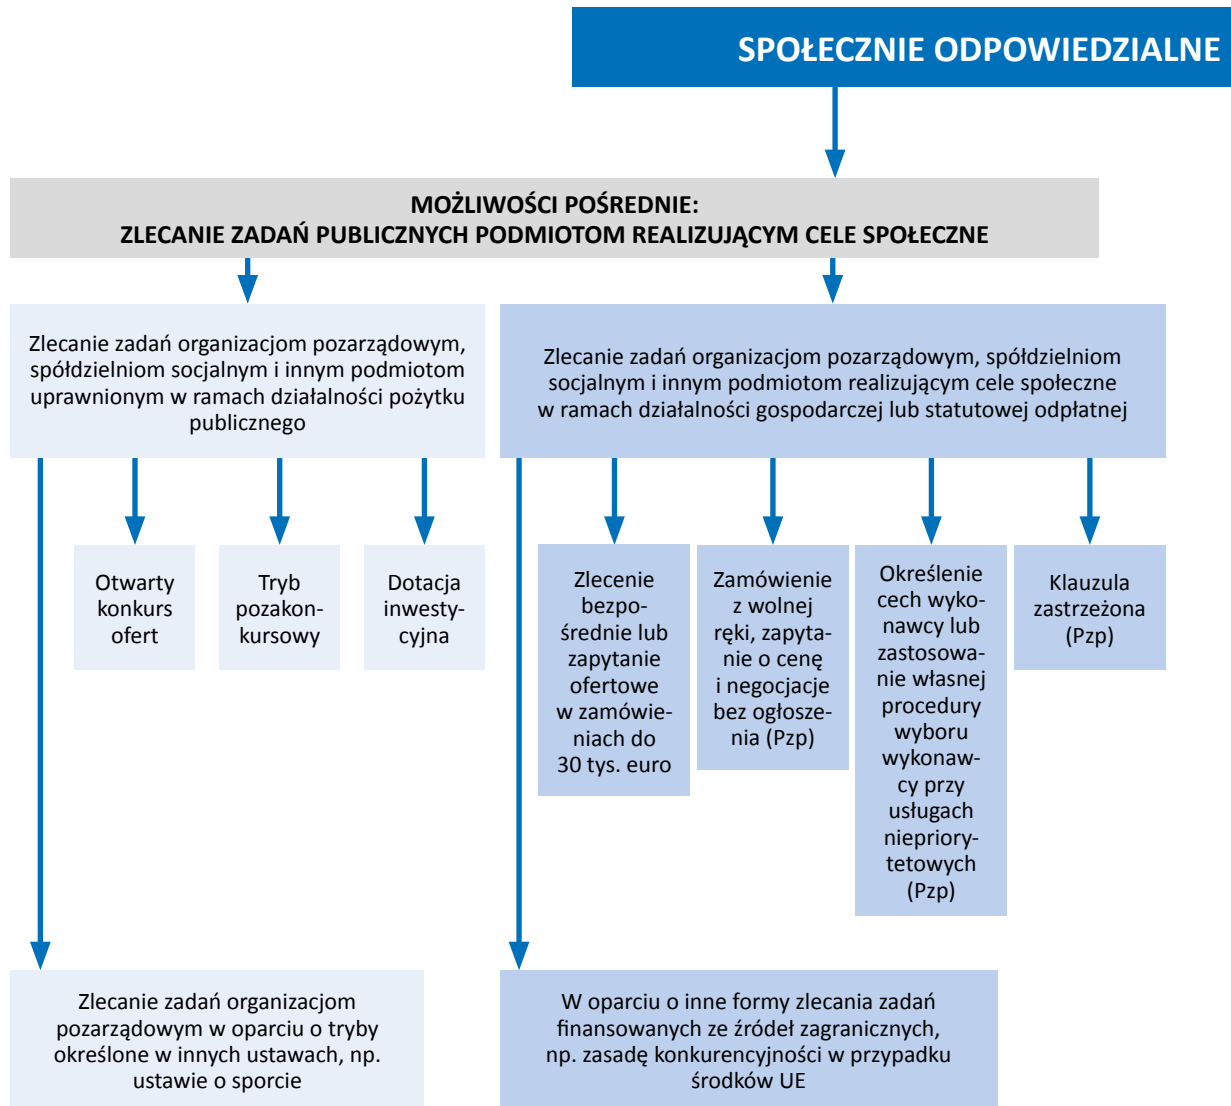 SPOŁECZNIE ODPOWIEDZIALNE
MOŻLIWOŚCI POŚREDNIE:
ZLECANIE ZADAŃ PUBLICZNYCH PODMIOTOM REALIZUJĄCYM CELE SPOŁECZNE
Zlecanie zadań organizacjom pozarządowym,
spółdzielniom socjalnym i innym podmiotom
uprawnionym w ramach działalności pożytku
publicznego
Zlecanie zadań organizacjom pozarządowym, spółdzielniom
socjalnym i innym podmiotom realizującym cele społeczne
w ramach działalności gospodarczej lub statutowej odpłatnej
Otwarty
konkurs
ofert
Tryb
pozakon-
kursowy
Dotacja
inwesty-
cyjna
Zlecenie
bezpo-
średnie lub
zapytanie
ofertowe
w zamówie-
niach do
30 tys. euro
Zamówienie
z wolnej
ręki, zapyta-
nie o cenę
i negocjacje
bez ogłosze-
nia (Pzp)
Określenie
cech wyko-
nawcy lub
zastosowa-
nie własnej
procedury
wyboru
wykonaw-
cy przy
usługach
niepriory-
tetowych
(Pzp)
Klauzula
zastrzeżona
(Pzp)
Zlecanie zadań organizacjom
pozarządowym w oparciu o tryby
określone w innych ustawach, np.
ustawie o sporcie
W oparciu o inne formy zlecania zadań
finansowanych ze źródeł zagranicznych,
np. zasadę konkurencyjności w przypadku
środków UE